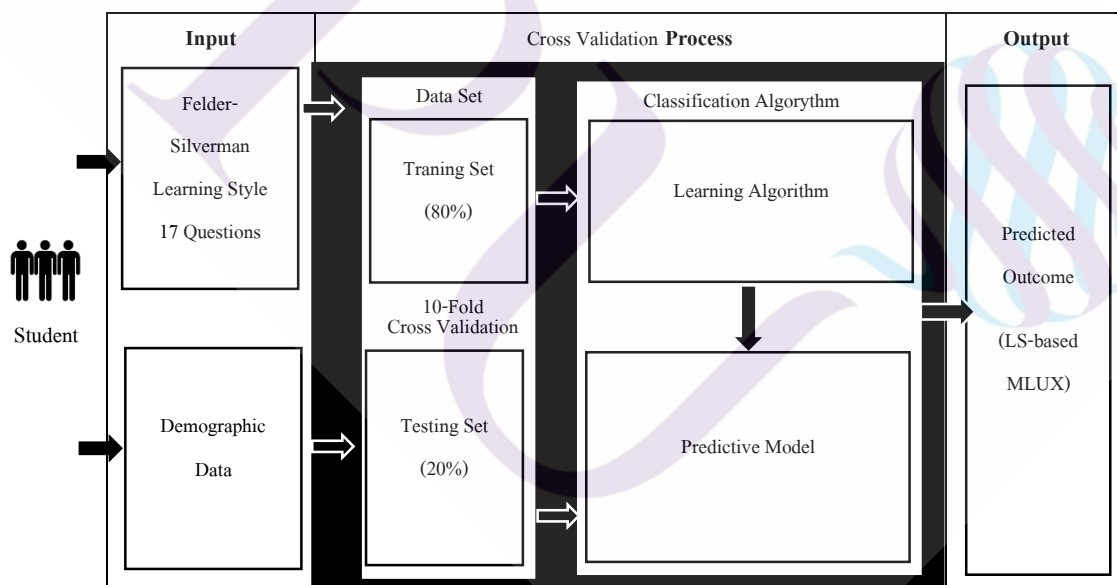 Input
Cross Validation Process
Output
Felder-
Silverman
Learning Style
17 Questions
Student
Demographic
Data
Data Set
Traning Set
(80%)
10-Fold
Cross Validation
Testing Set
(20%)
Classification Algorythm
Learning Algorithm
Predictive Model
Predicted
Outcome
(LS-based
MLUX)